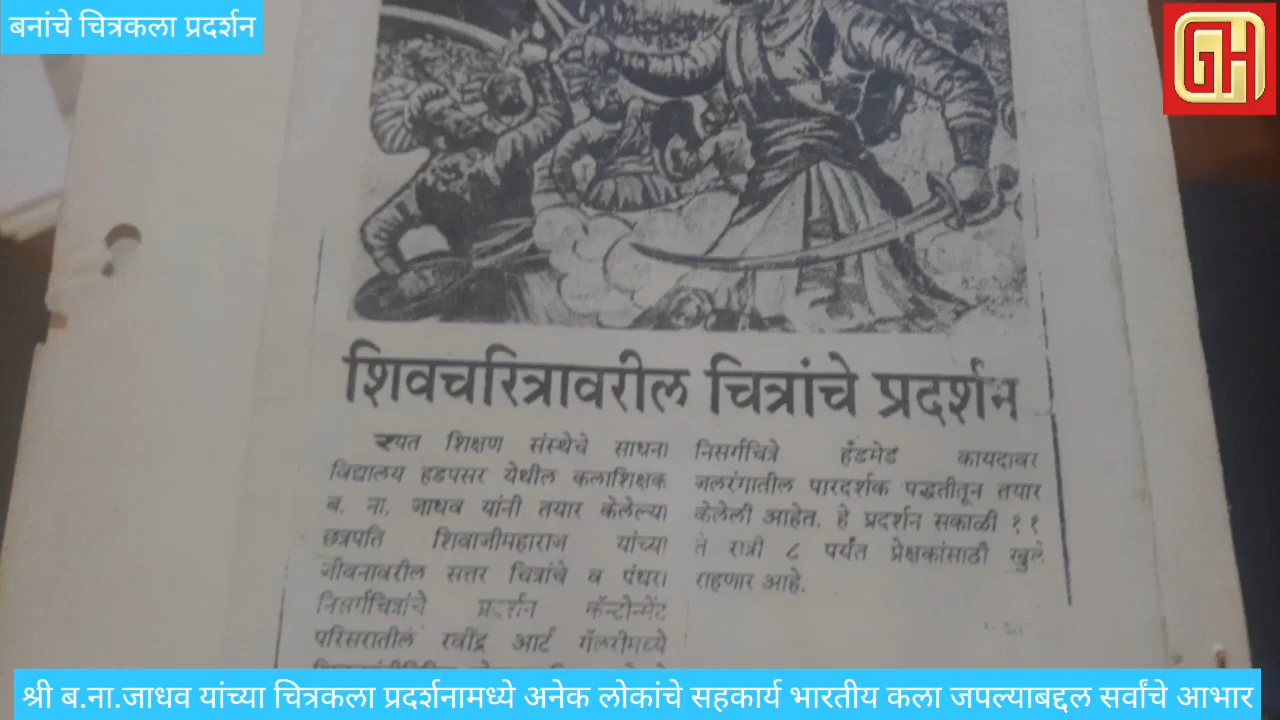 बनांचे चित्रकला प्रदर्शन
GH
शिवचरित्रावरील चित्रांचे प्रदर्शन
रयत शिक्षण संस्थेचे साधना
विद्यालय हडपसर येथील कलाशिक्षक
ब. ना. जाधव यांनी तयार केलेल्या
छत्रपति शिवाजीमहाराज यांच्या
जीवनावरील सत्तर चित्रांचे व पंधरा
निसर्गचित्रांचे प्रदर्शन कॅन्टोन्मेंट
परिसरातील रवींद्र आर्ट गॅलरीमध्ये
निसर्गचित्रे हँडमेड कायदावर
जलरंगातील पारदर्शक पद्धतीतून तयार
केलेली आहेत. हे प्रदर्शन सकाळी ११
ते रात्री ८ पर्यंत प्रेक्षकांसाठी खुले
राहणार आहे.
श्री ब.ना.जाधव यांच्या चित्रकला प्रदर्शनामध्ये अनेक लोकांचे सहकार्य भारतीय कला जपल्याबद्दल सर्वांचे आभार